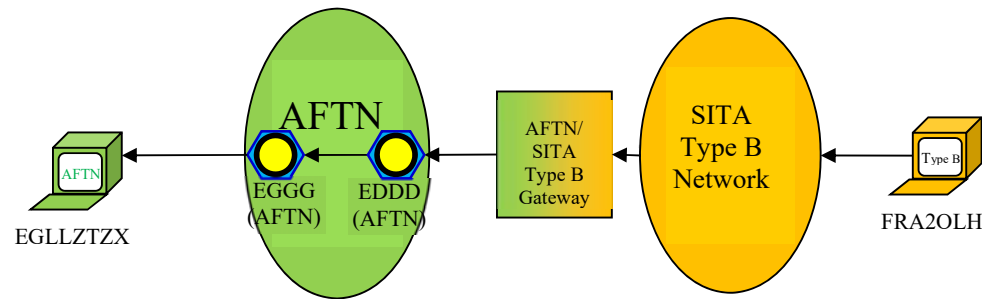 AFTN
EGLLZTZX
AFTN
EGGG
(AFTN)
EDDD
(AFTN)
AFTN/
SITA
Type B
Gateway
SITA
Type B
Network
Type B
FRA2OLH